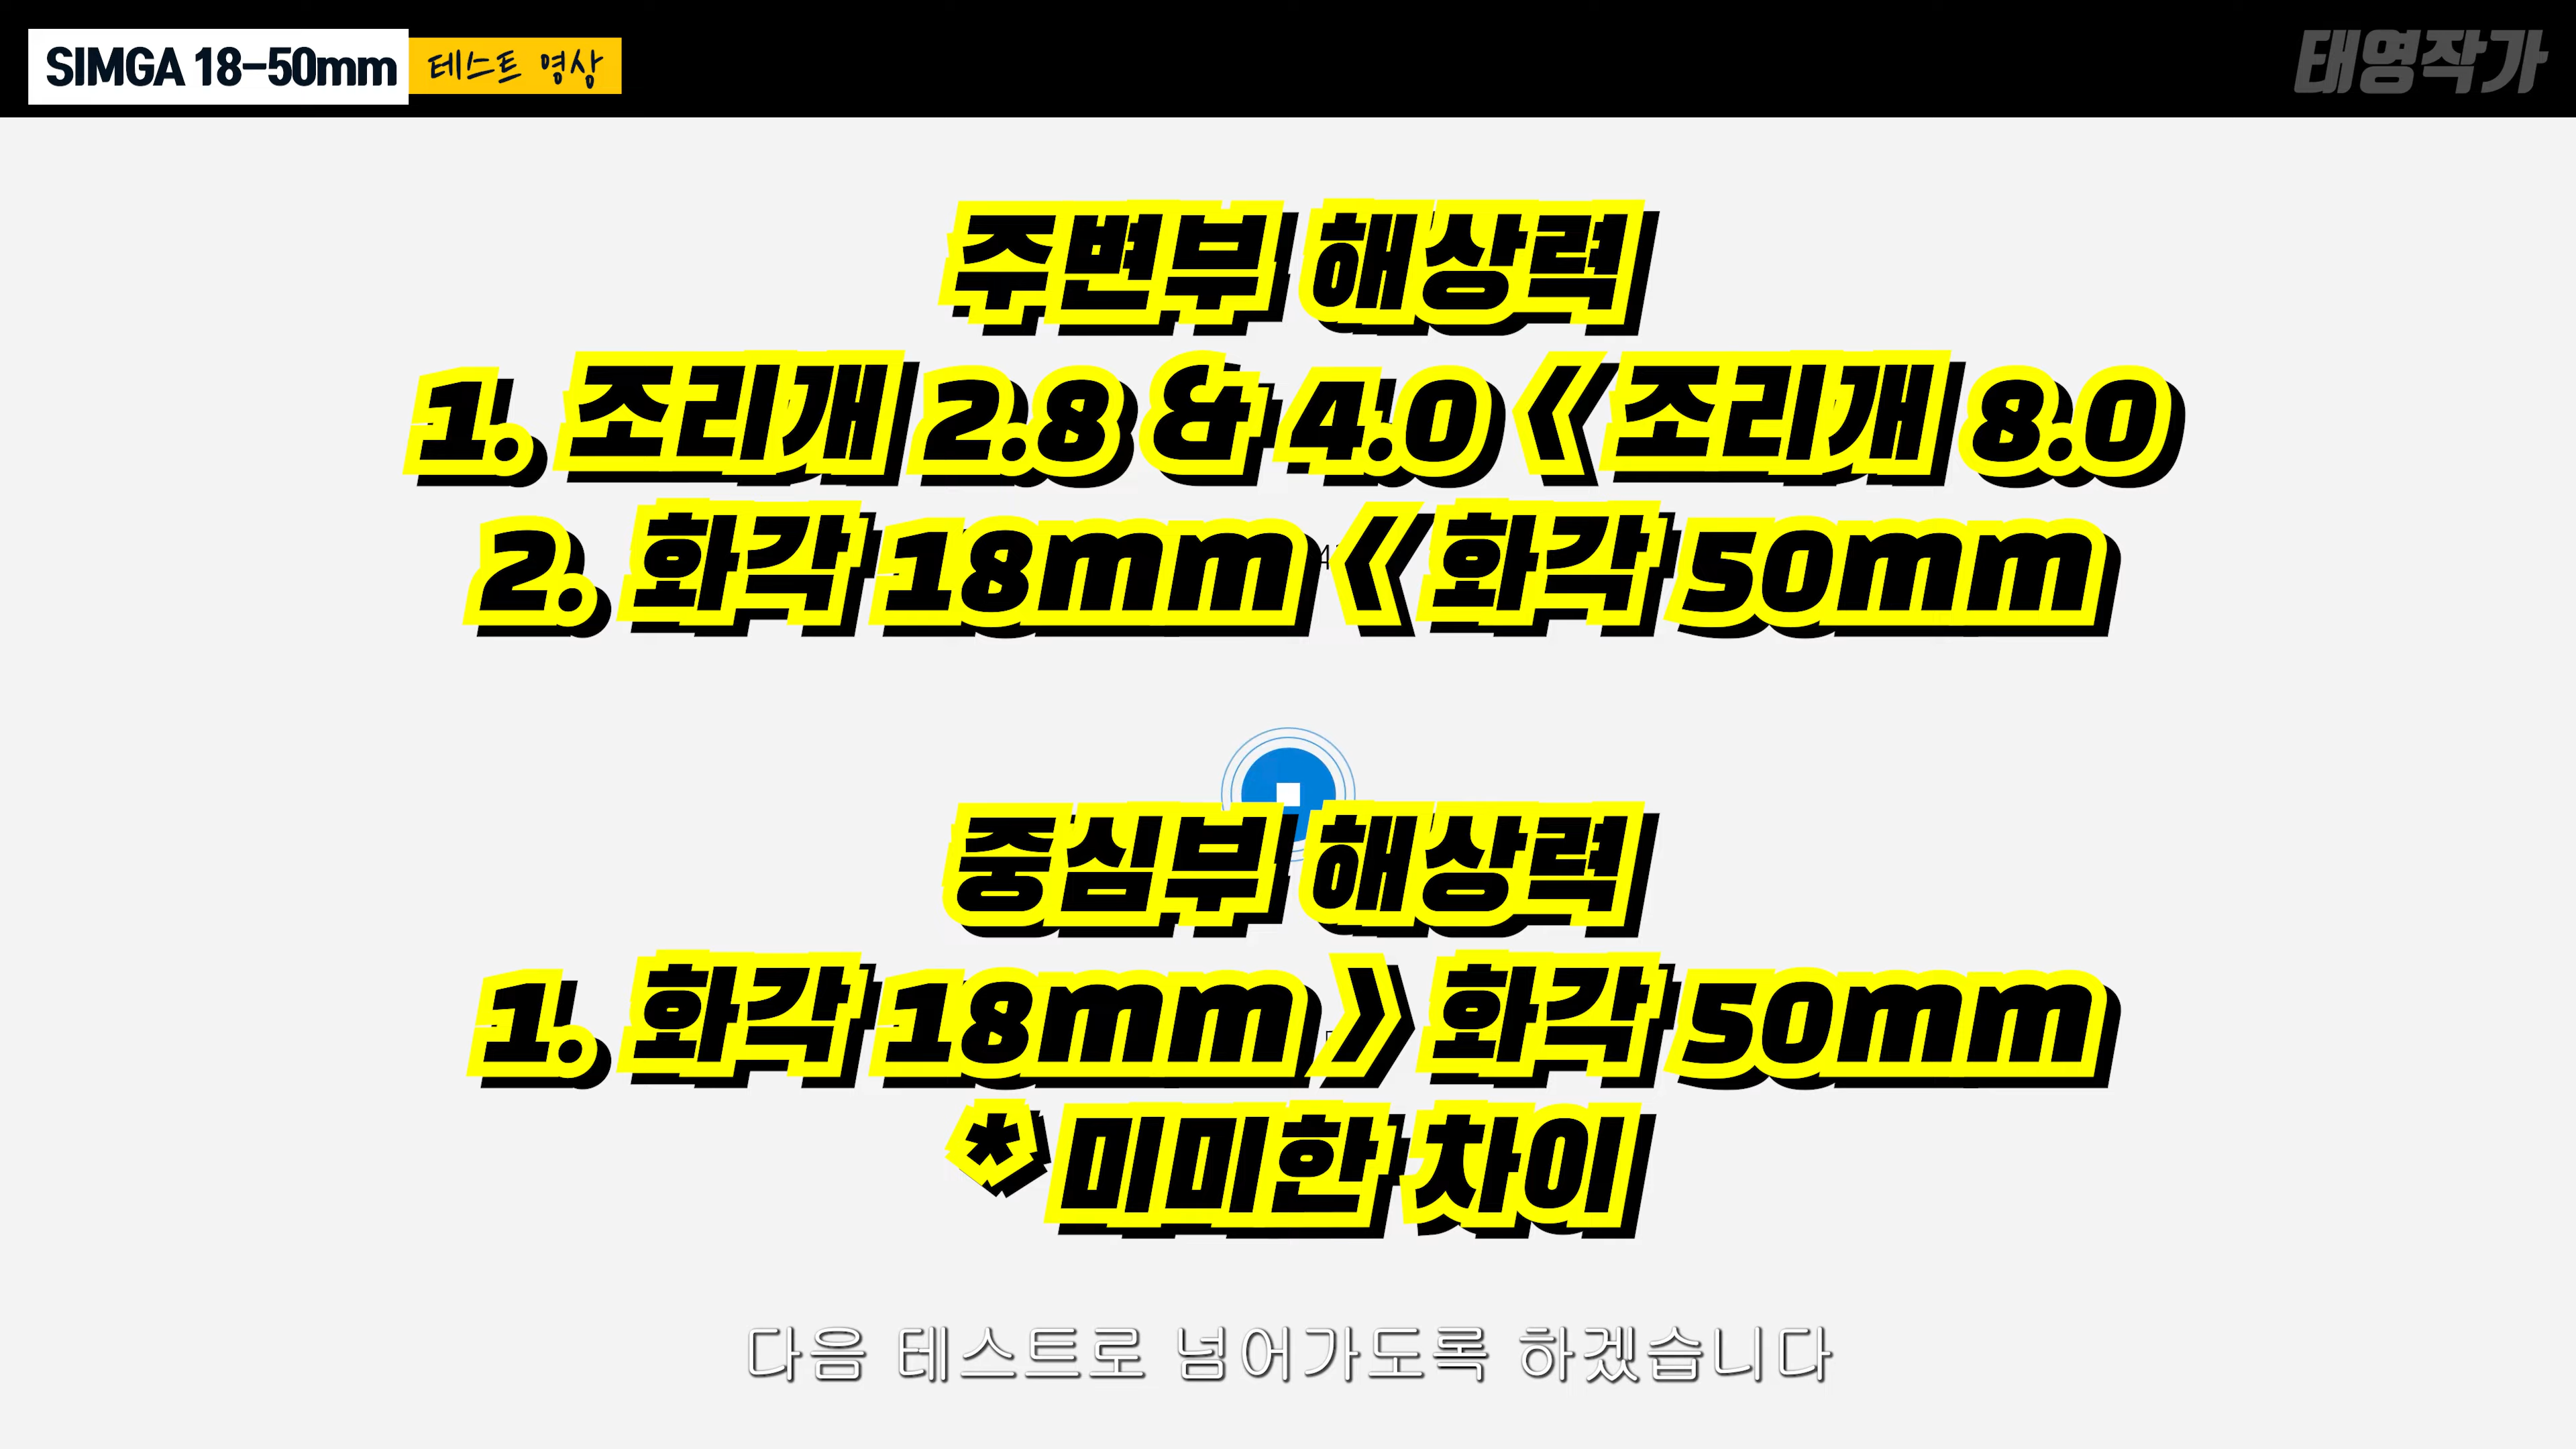 SIMGA 18-50mm 테스트 영상
태영작가
주변부 해상력
1. 조리개 2.8 & 4.0 《 조리개 8.0
2. 화각 18mm 《 화각 50mm
중심부 해상력
1. 화각 18mm 》 화각 50mm
* 미미한 차이
다음 테스트로 넘어가도록 하겠습니다